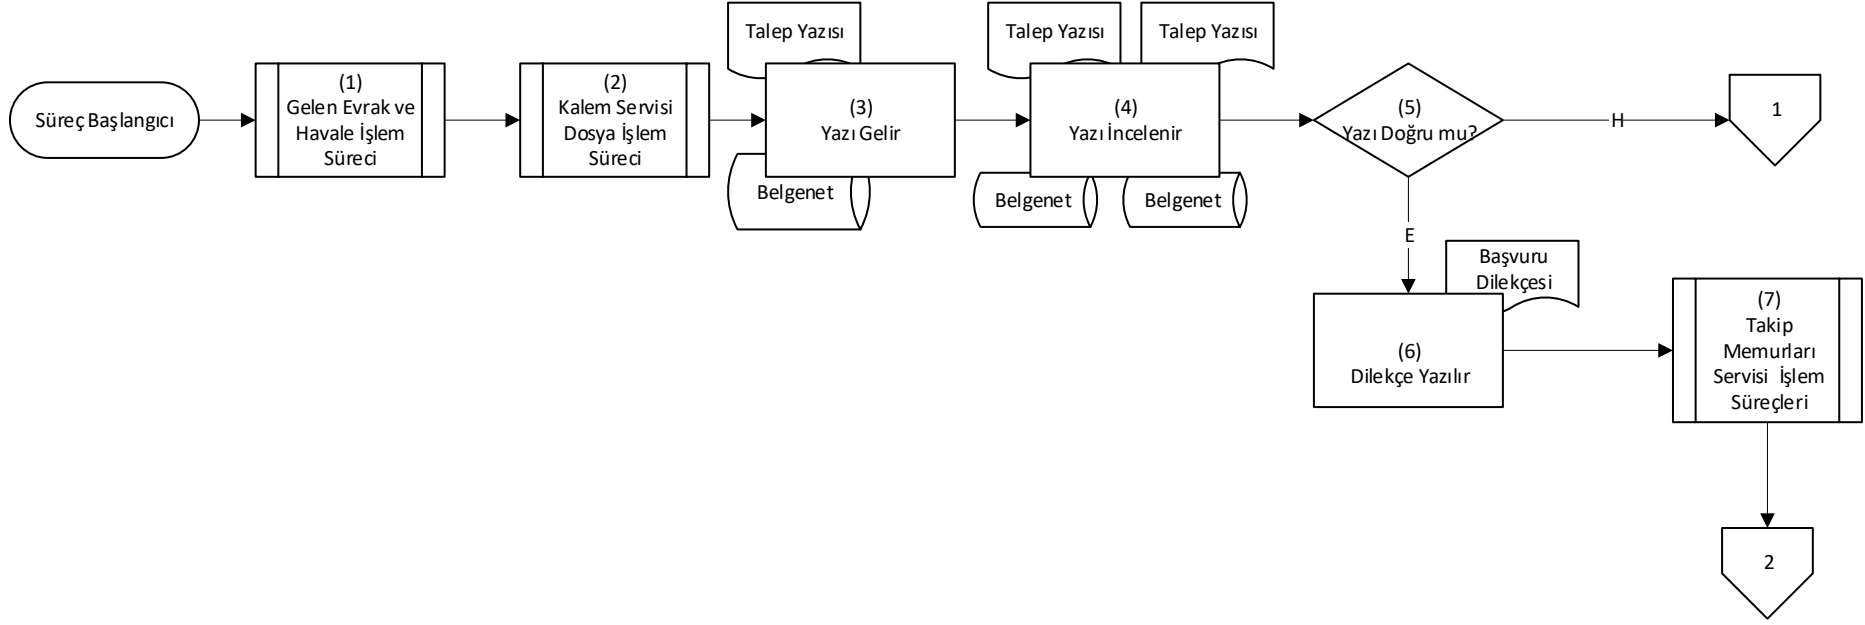 Süreç Başlangıcı
(1)
Gelen Evrak ve
Havale İşlem
Süreci
(2)
Kalem Servisi
Dosya İşlem
Süreci
Talep Yazısı
(3)
Yazı Gelir
Belgenet
Talep Yazısı
Talep Yazısı
(4)
Yazı İncelenir
Belgenet
Belgenet
(5)
Yazı Doğru mu?
H
1
E
Başvuru
Dilekçesi
(6)
Dilekçe Yazılır
(7)
Takip
Memurları
Servisi İşlem
Süreçleri
2